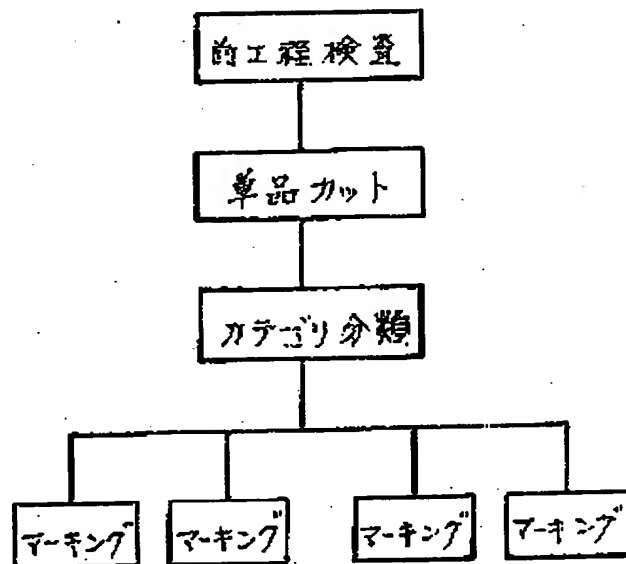 前工程検査
単品カット
カテゴリ分類
マーキング
マーキング
マーキング
マーキング